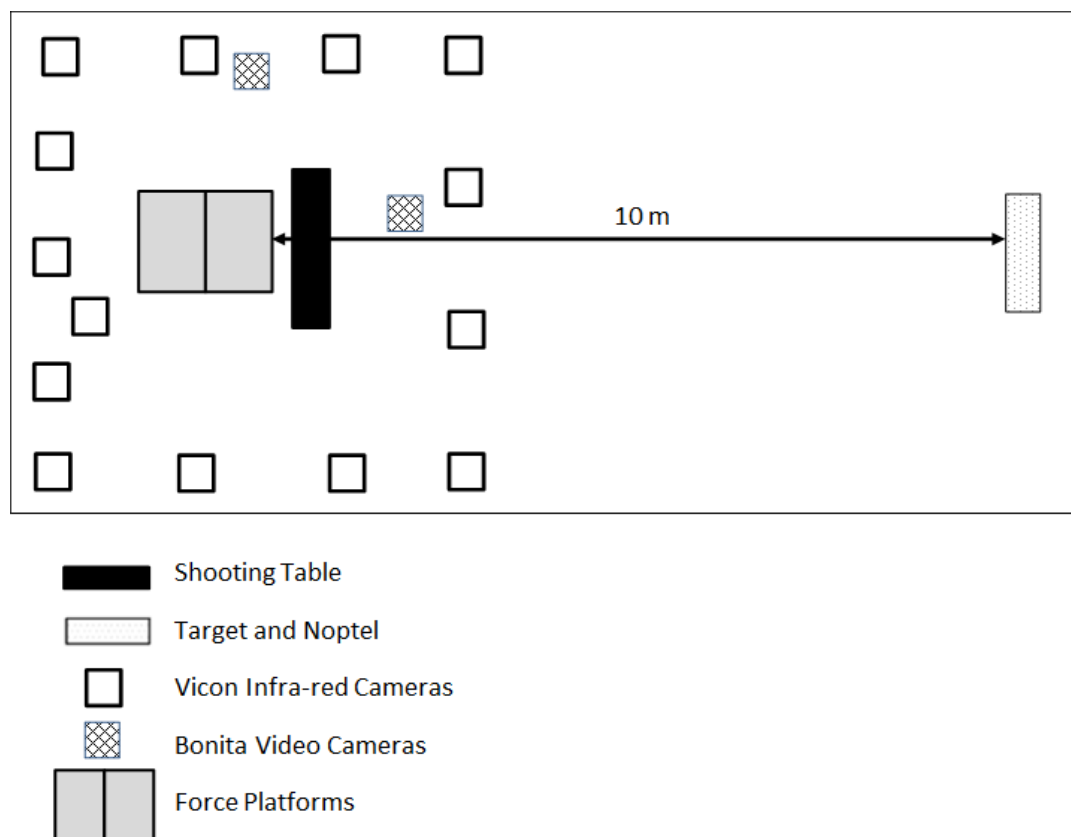 10 m
Shooting Table
Target and Noptel
Vicon Infra-red Cameras
Bonita Video Cameras
Force Platforms